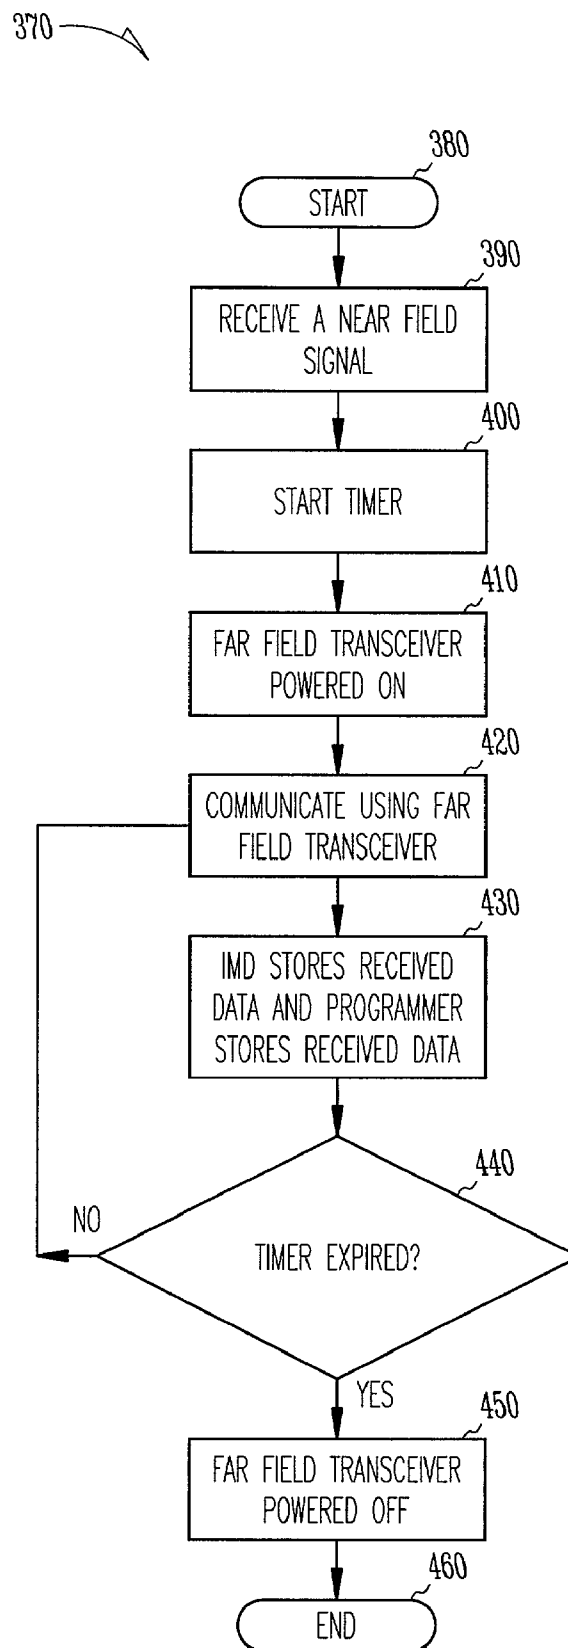 370
380
START
390
RECEIVE A NEAR FIELD
SIGNAL
400
START TIMER
410
FAR FIELD TRANSCEIVER
POWERED ON
420
COMMUNICATE USING FAR
FIELD TRANSCEIVER
430
IMD STORES RECEIVED
DATA AND PROGRAMMER
STORES RECEIVED DATA
440
NO
TIMER EXPIRED?
YES
450
FAR FIELD TRANSCEIVER
POWERED OFF
460
END